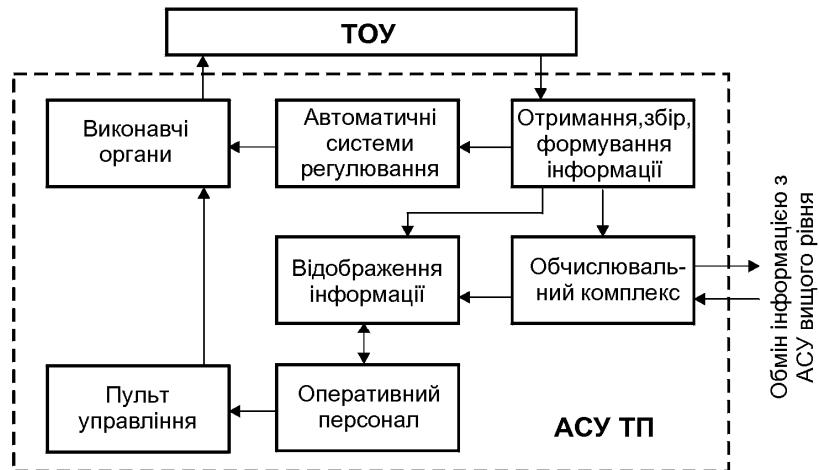 ТОУ
Виконавчі
органи
Автоматичні
системи
регулювання
Отримання,збір,
формування
інформації
Відображення
інформації
Обчислюваль-
ний комплекс
Обмін інформацією з
АСУ вищого рівня
Пульт
управління
Оперативний
персонал
АСУ ТП